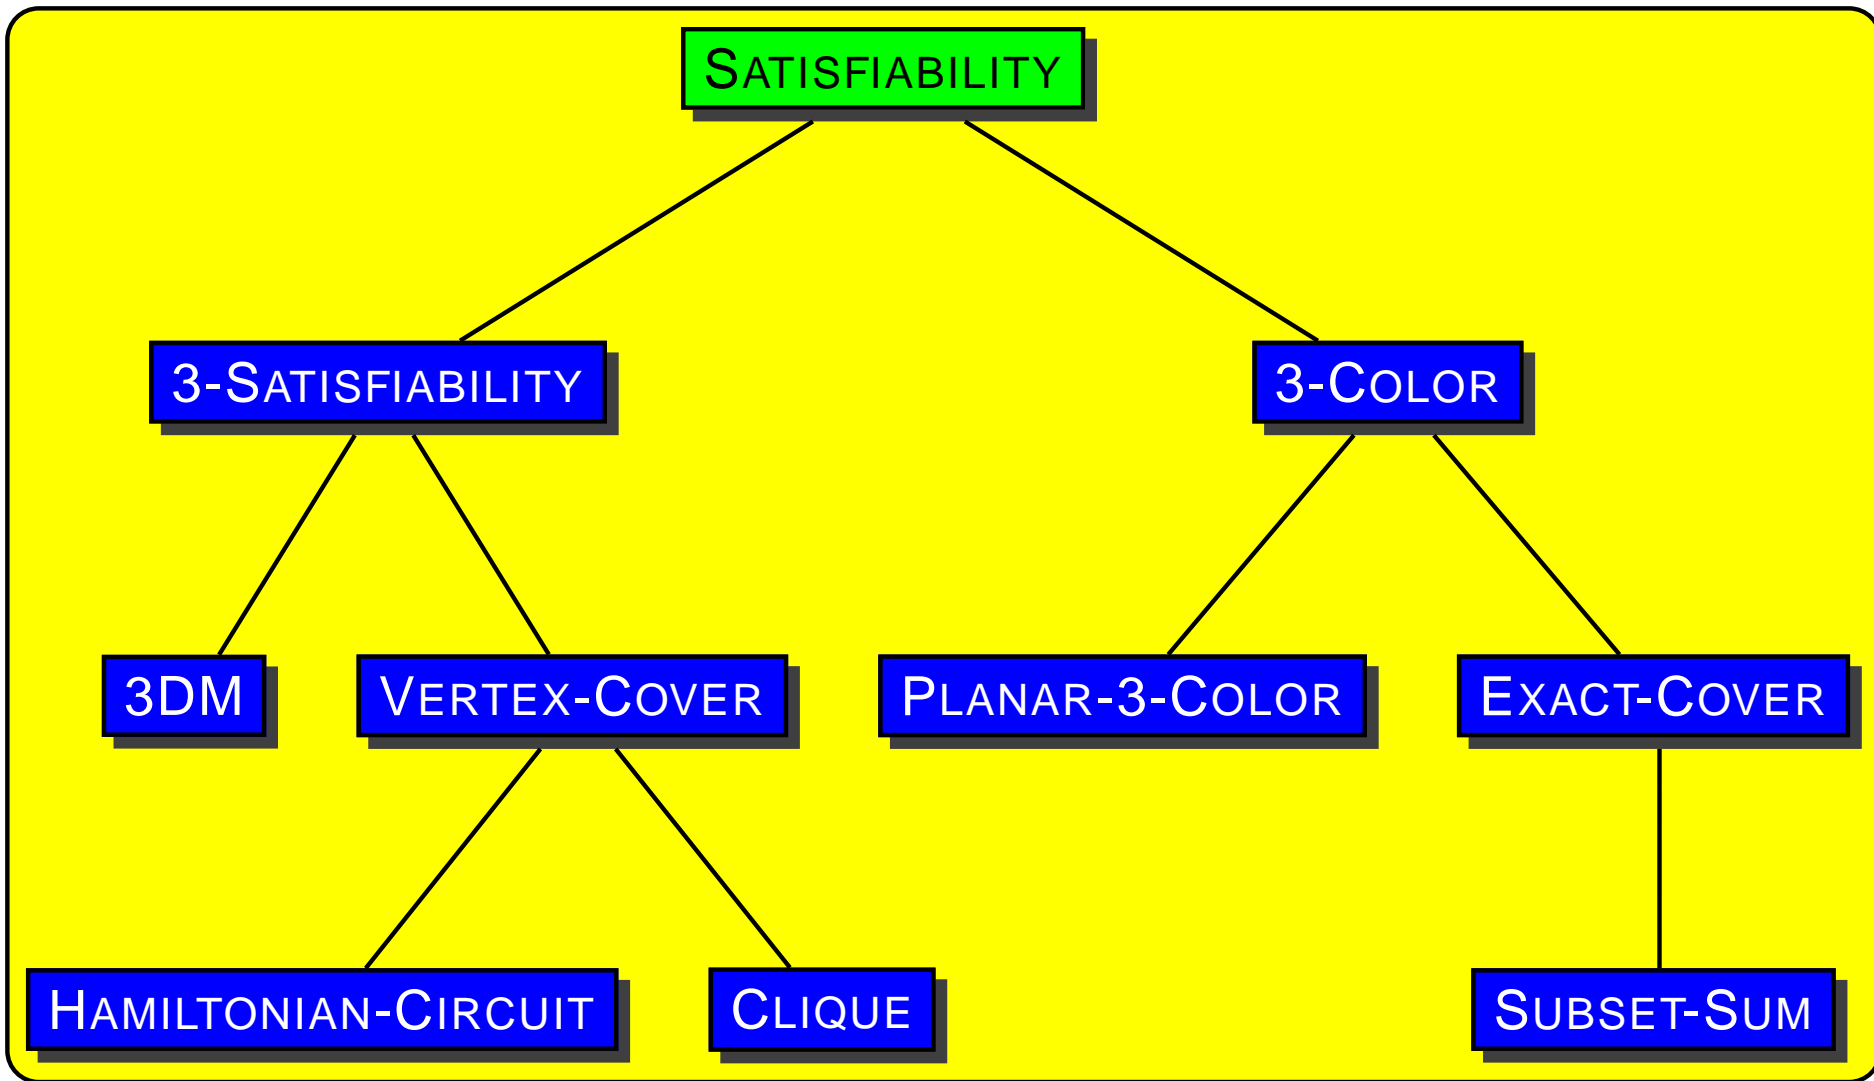 SATISFIABILITY
3-SATISFIABILITY
3-COLOR
3DM
VERTEX-COVER
PLANAR-3-COLOR
EXACT-COVER
HAMILTONIAN-CIRCUIT
CLIQUE
SUBSET-SUM